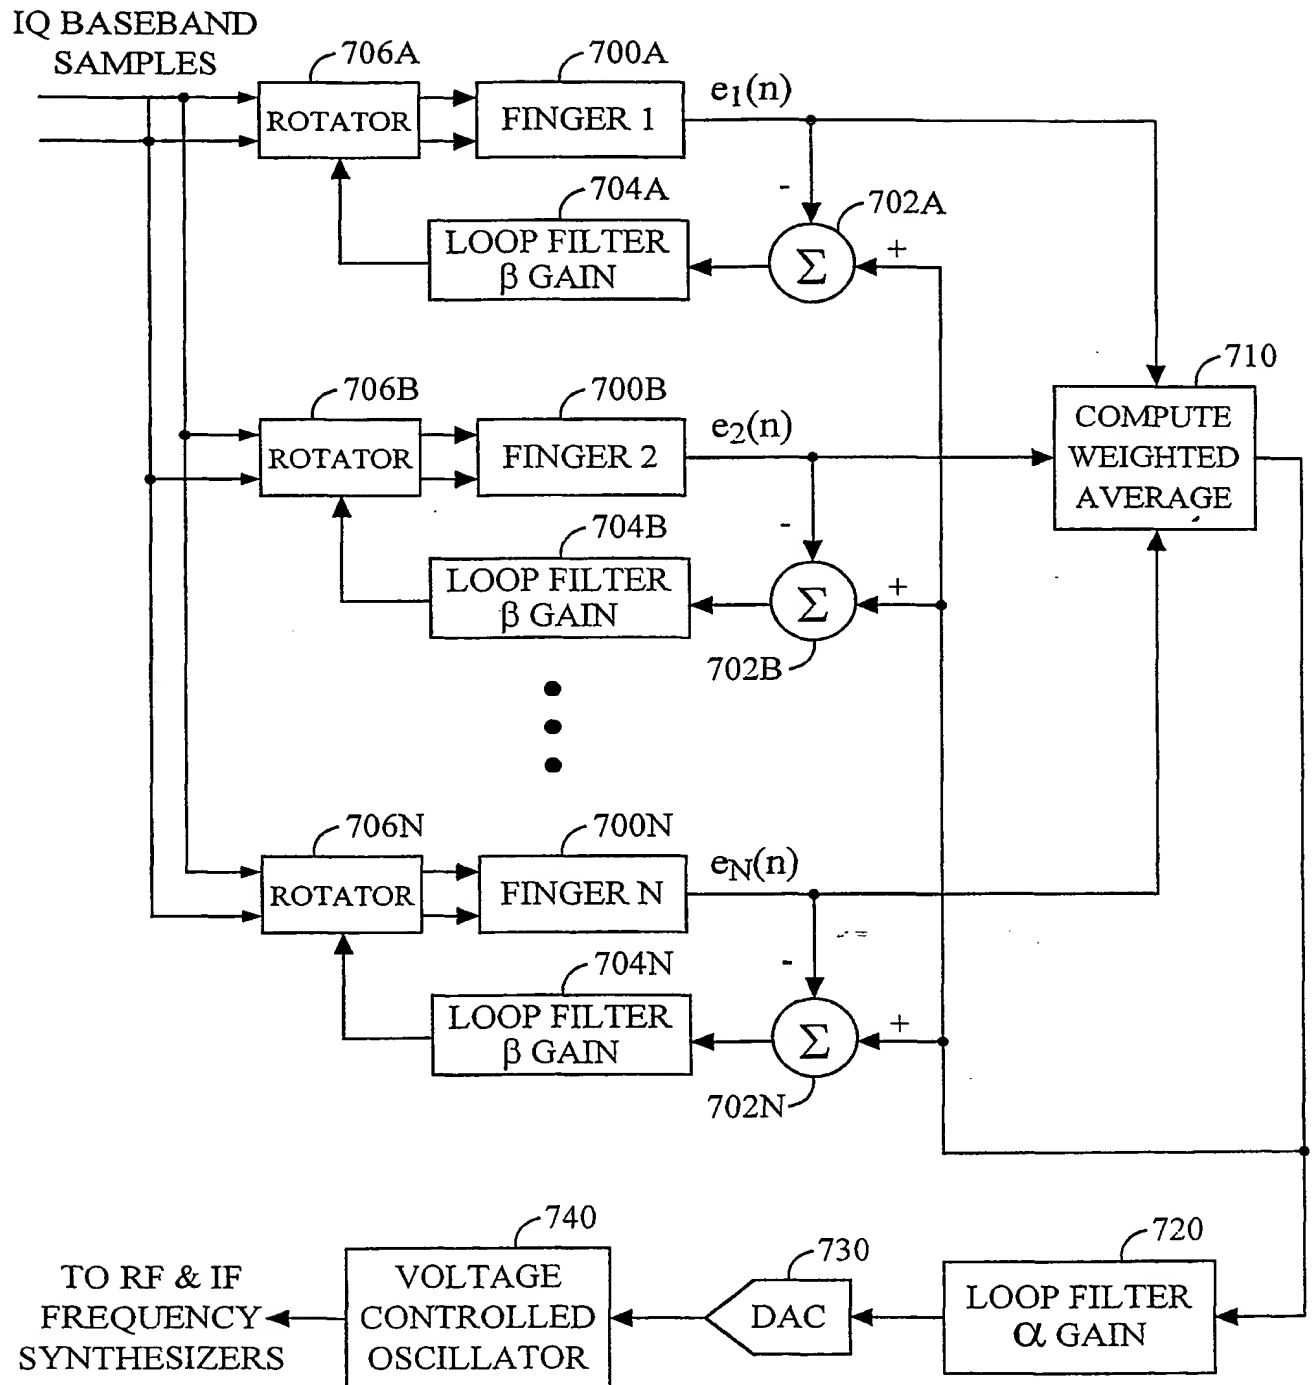 IQ BASEBAND
SAMPLES
706A
700A
ROTATOR
FINGER 1
e1(n)
-
704A
702A
LOOP FILTER
β GAIN
Σ
+
706B
700B
710
ROTATOR
FINGER 2
e2(n)
COMPUTE
WEIGHTED
AVERAGE
-
704B
LOOP FILTER
β GAIN
Σ
+
702B
706N
700N
ROTATOR
FINGER N
eN(n)
-
704N
LOOP FILTER
β GAIN
Σ
+
702N
740
730
720
TO RF & IF
FREQUENCY
SYNTHESIZERS
VOLTAGE
CONTROLLED
OSCILLATOR
DAC
LOOP FILTER
α GAIN